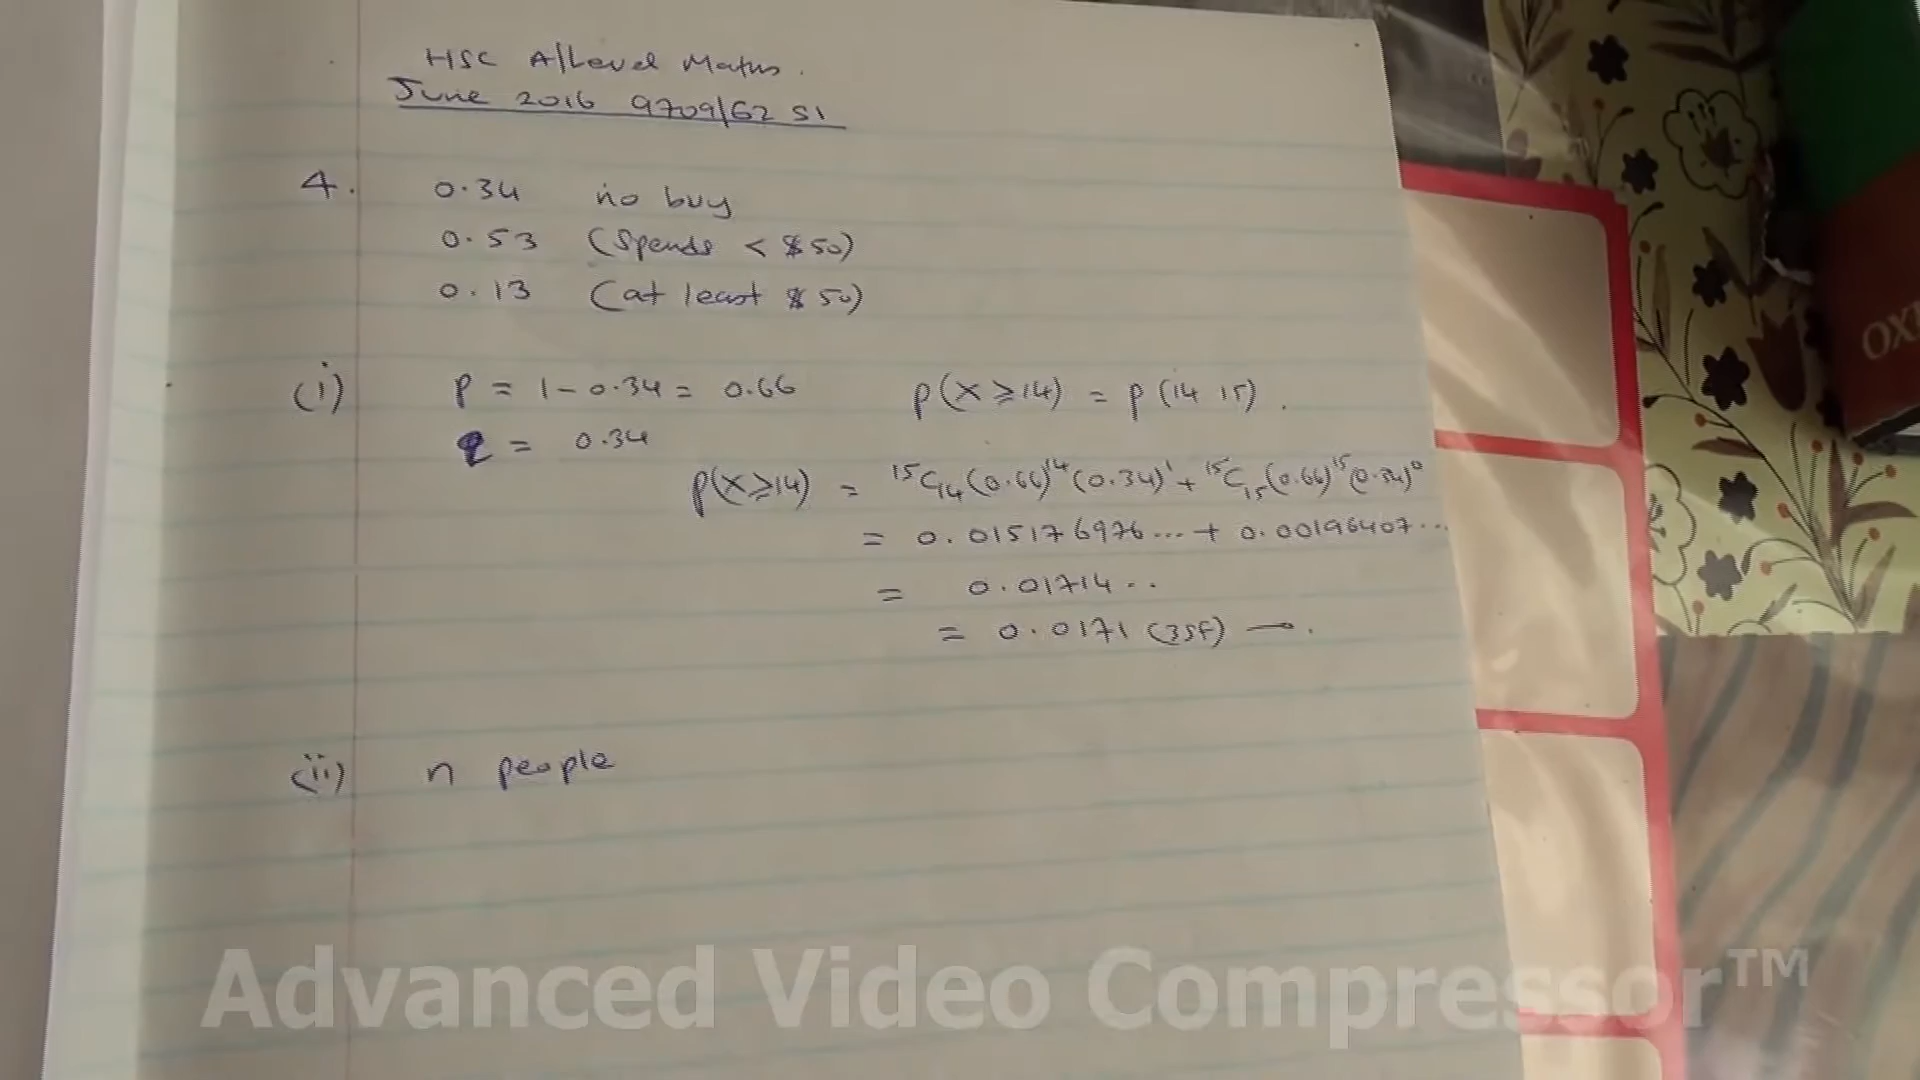 HSC A/Level Maths.
June 2016 9709/62 S1
4. 0.34 no buy
0.53 (Spends < $50)
0.13 (at least $50)
(i) p = 1 - 0.34 = 0.66 p(X ≥ 14) = p(14 15).
q = 0.34
p(X ≥ 14) = ¹⁵C₁₄(0.66)¹⁴(0.34)¹ + ¹⁵C₁₅(0.66)¹⁵(0.34)⁰
= 0.015176976... + 0.00196407...
= 0.01714..
= 0.0171 (3SF) —.
(ii) n people
Advanced Video Compressor™
OX